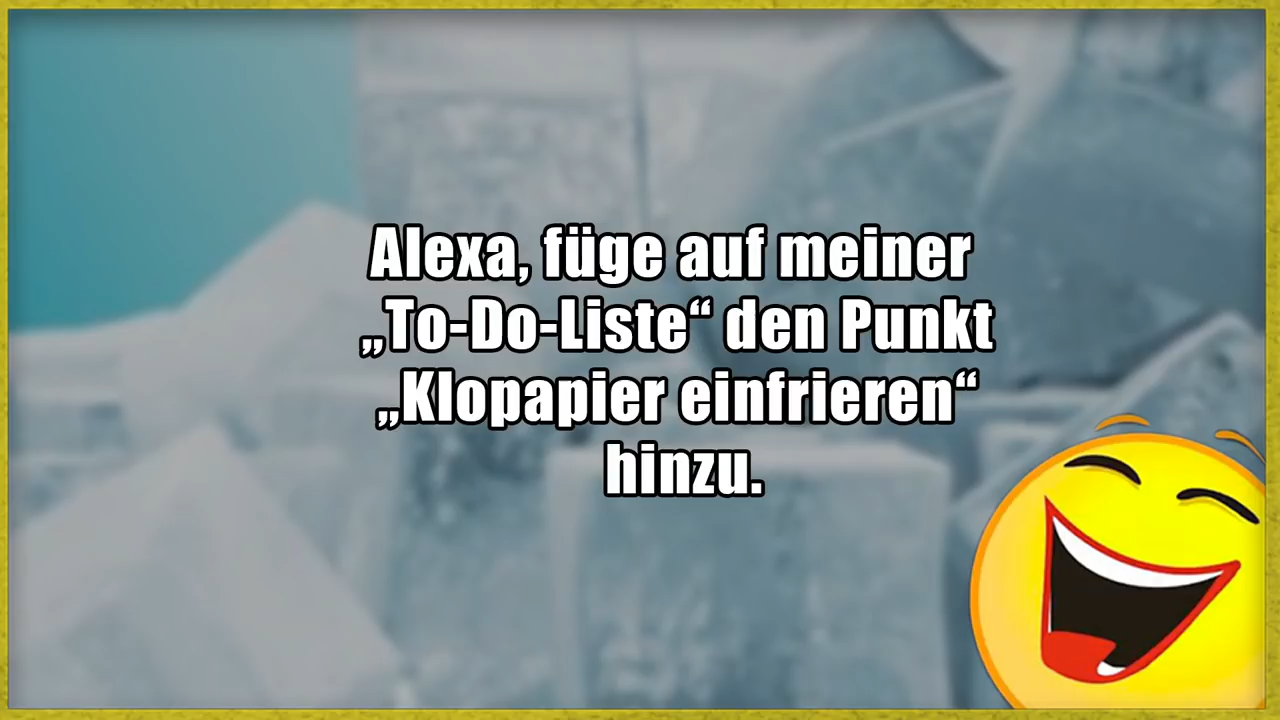 Alexa, füge auf meiner
„To-Do-Liste“ den Punkt
„Klopapier einfrieren“
hinzu.